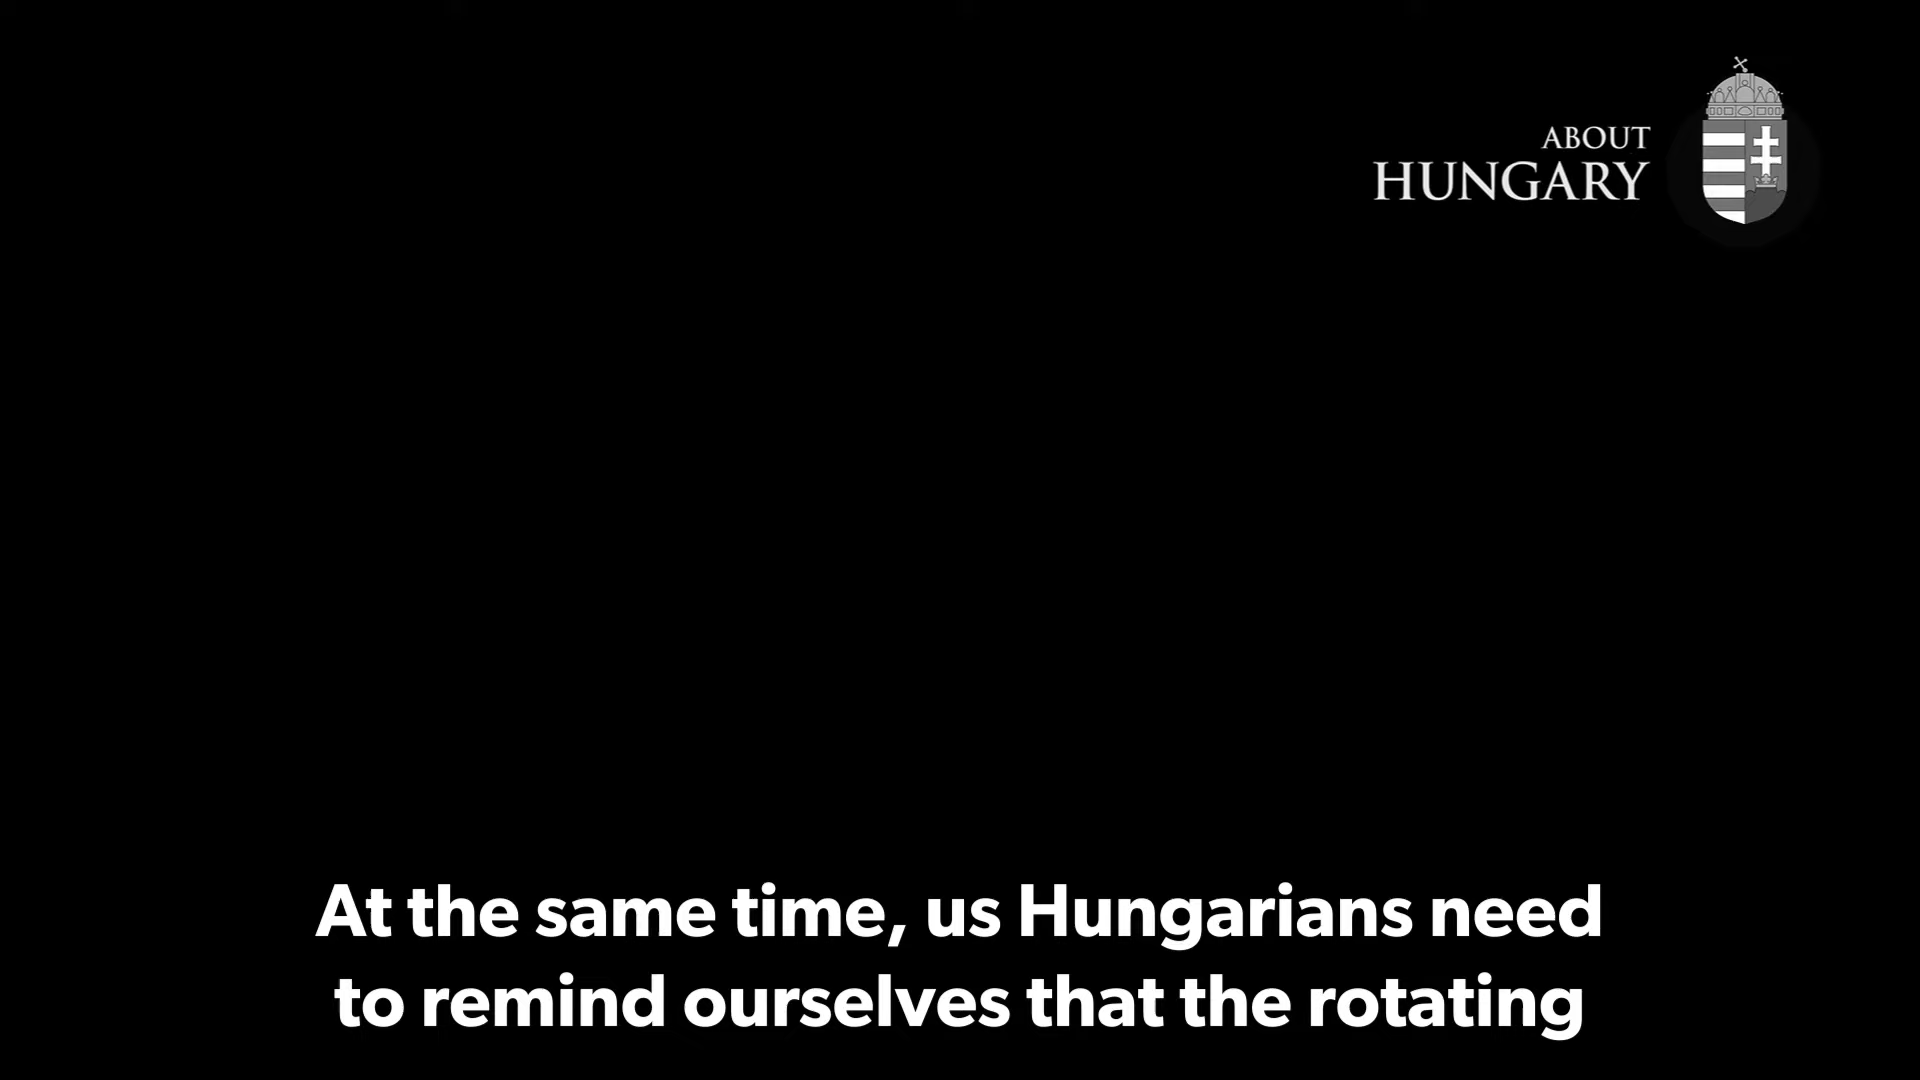 ABOUT
HUNGARY
At the same time, us Hungarians need
to remind ourselves that the rotating